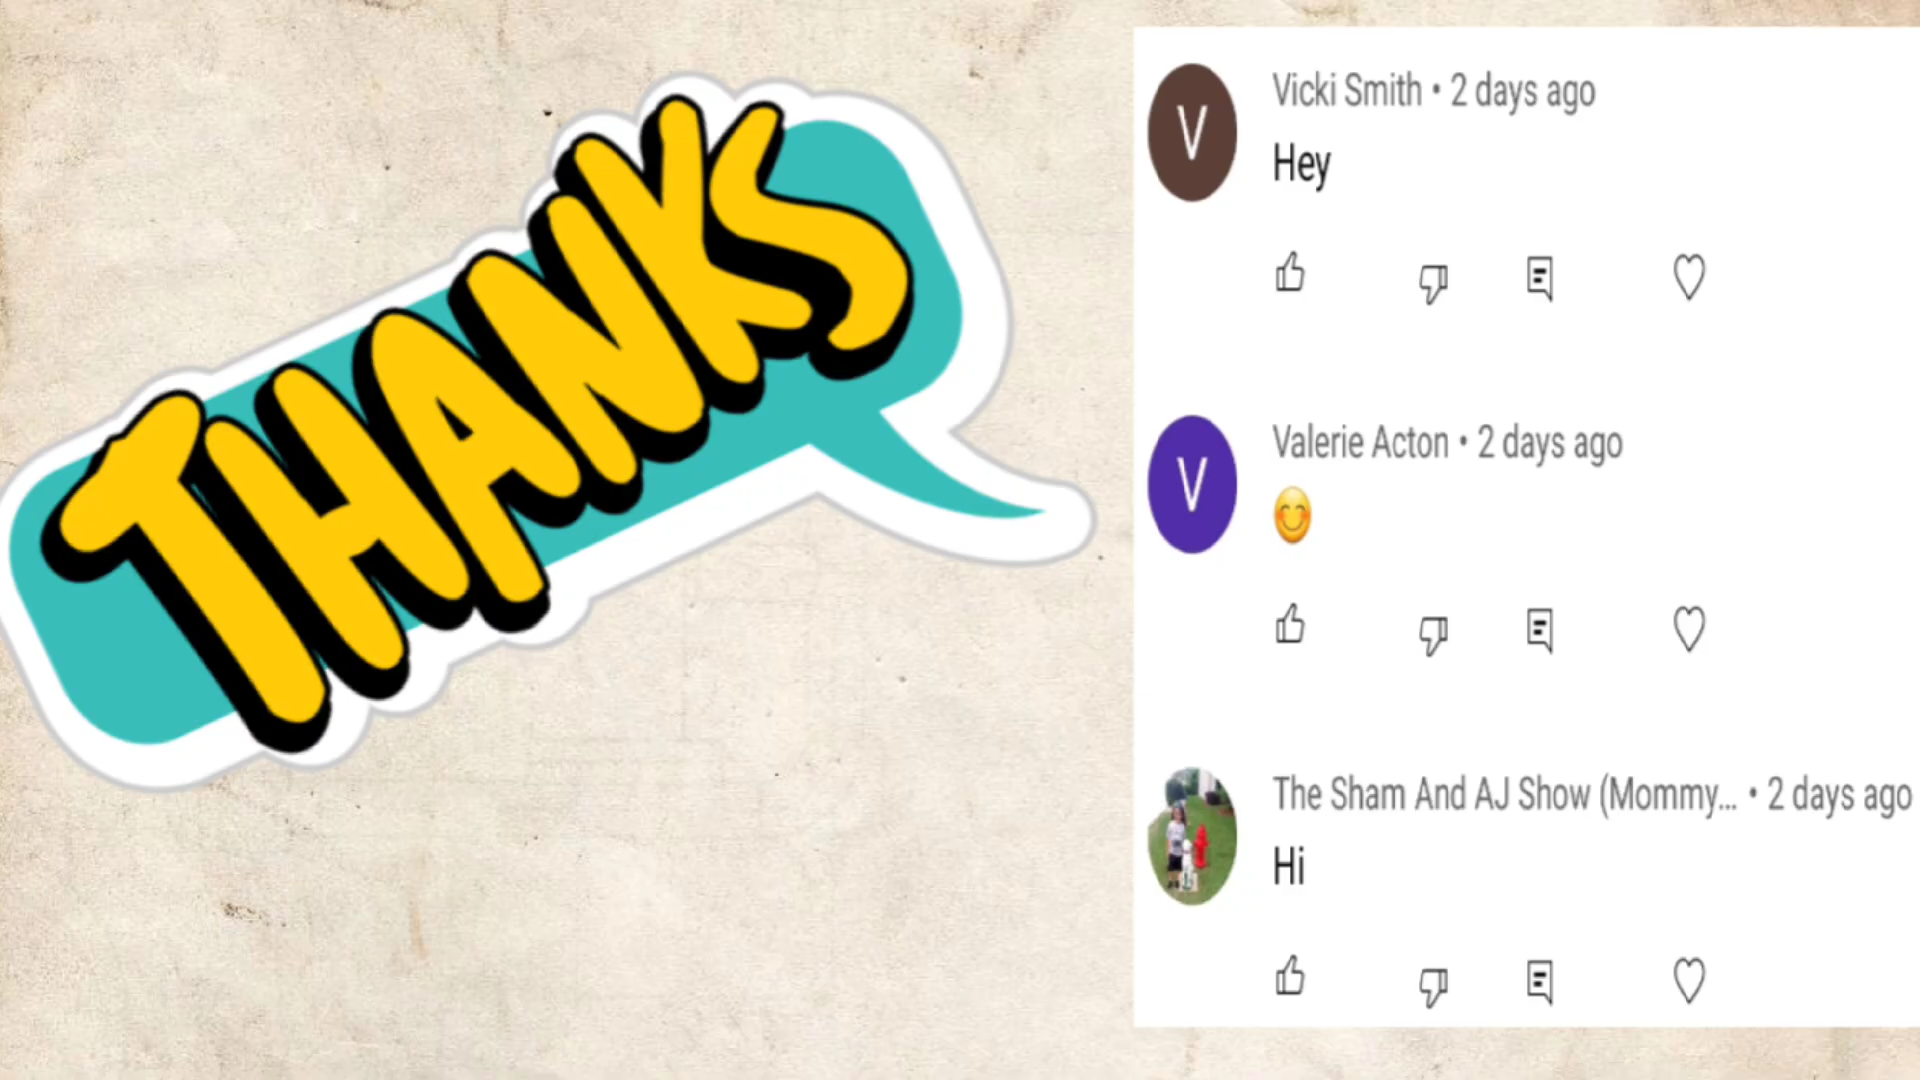 THANKS
V
Vicki Smith • 2 days ago
Hey
V
Valerie Acton • 2 days ago
😊
The Sham And AJ Show (Mommy... • 2 days ago
Hi